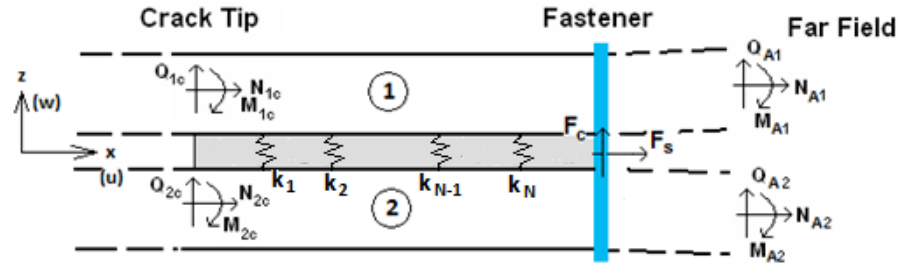 Crack Tip Fastener Far Field
z
(w)
x
(u)
Q1c
N1c
M1c
1
Fc
Fs
QA1
NA1
MA1
k1 k2 kN-1 kN
Q2c
N2c
M2c
2
QA2
NA2
MA2